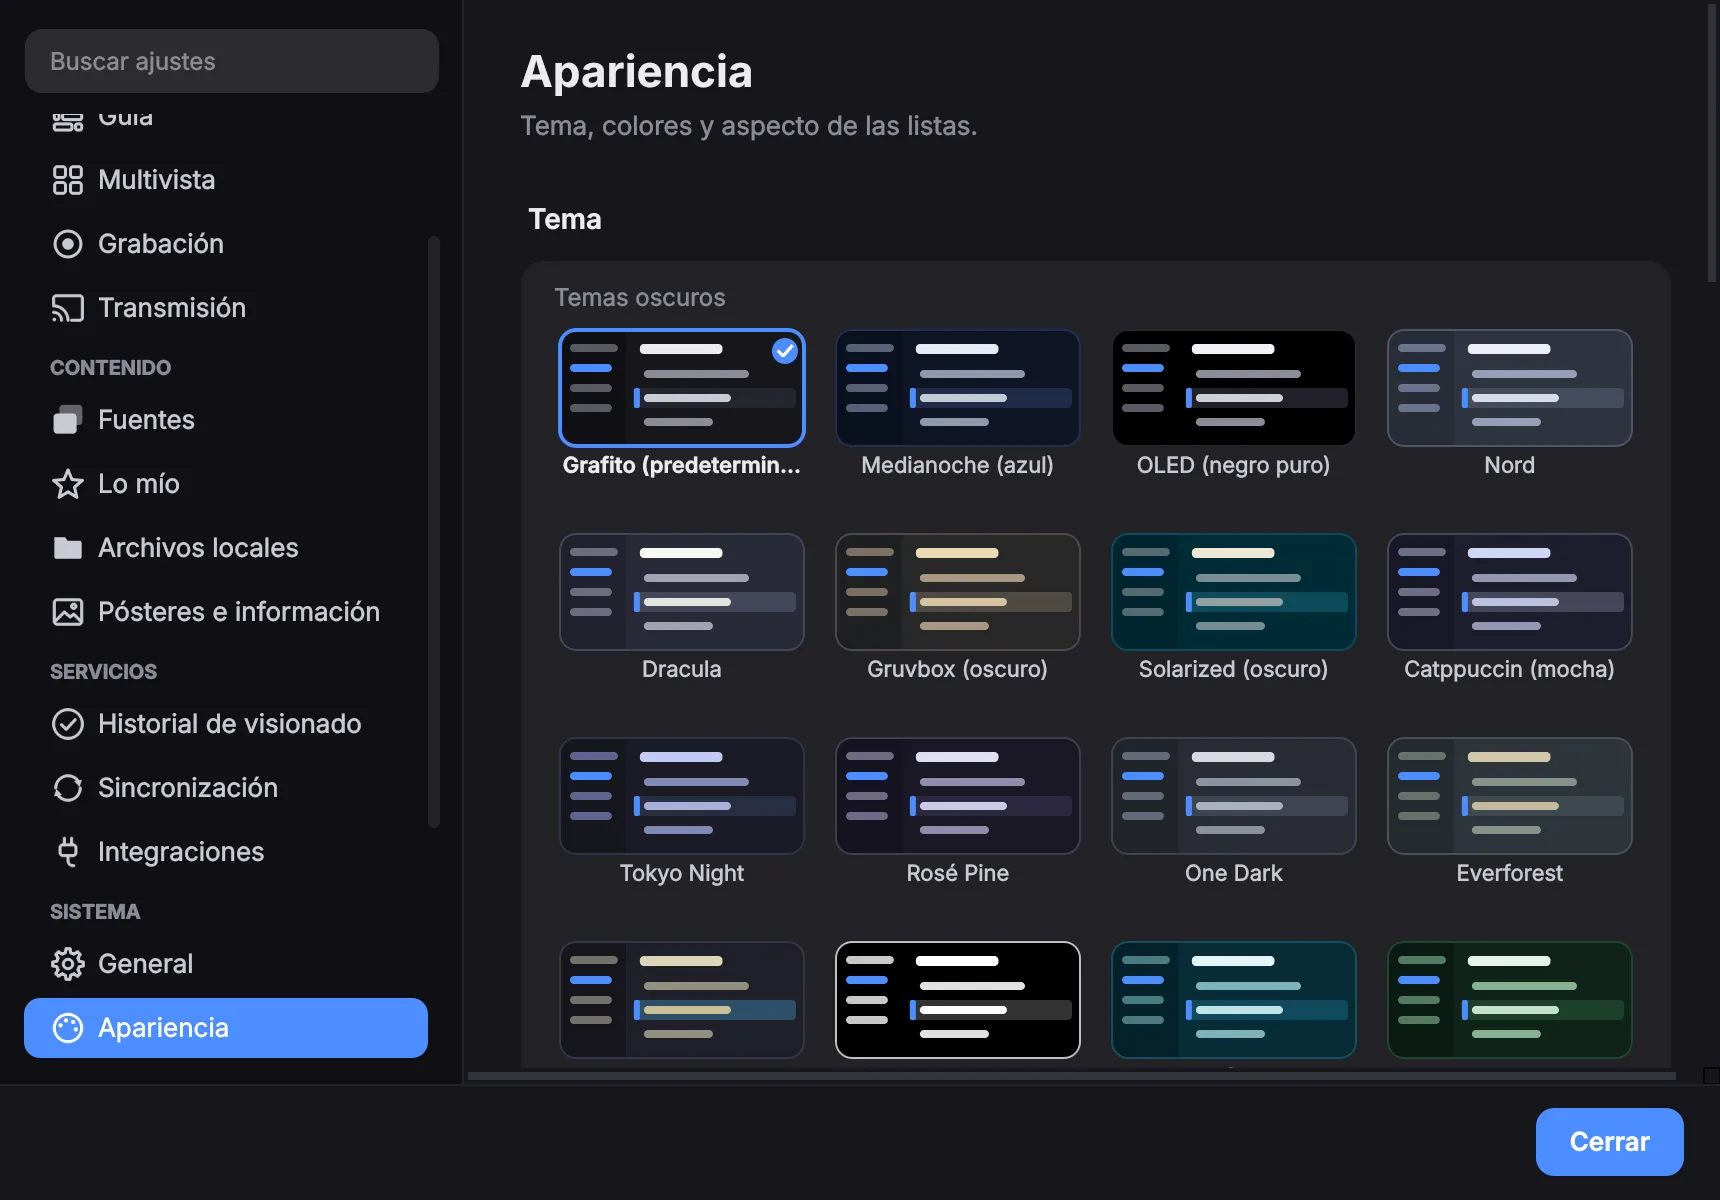 Buscar ajustes
Guía
Multivista
Grabación
Transmisión
CONTENIDO
Fuentes
Lo mío
Archivos locales
Pósteres e información
SERVICIOS
Historial de visionado
Sincronización
Integraciones
SISTEMA
General
Apariencia
Apariencia
Tema, colores y aspecto de las listas.
Tema
Temas oscuros
Grafito (predetermin...
Medianoche (azul)
OLED (negro puro)
Nord
Dracula
Gruvbox (oscuro)
Solarized (oscuro)
Catppuccin (mocha)
Tokyo Night
Rosé Pine
One Dark
Everforest
Cerrar